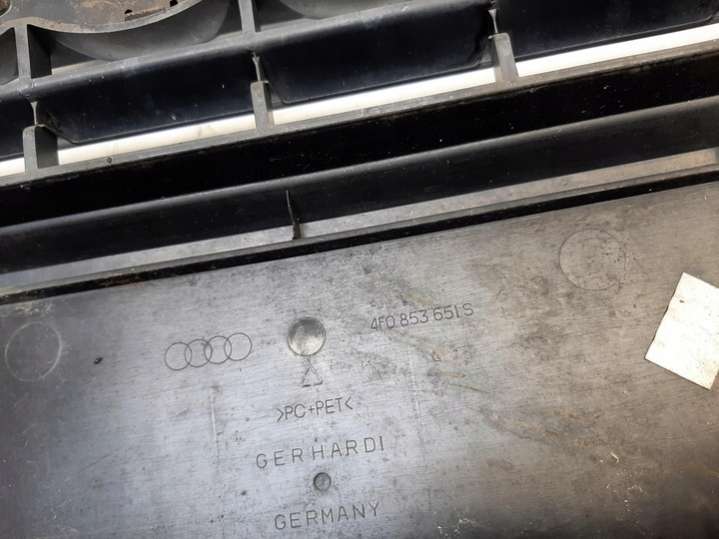 4F0 853 651 S
>PC+PET<
GERHARDI
GERMANY